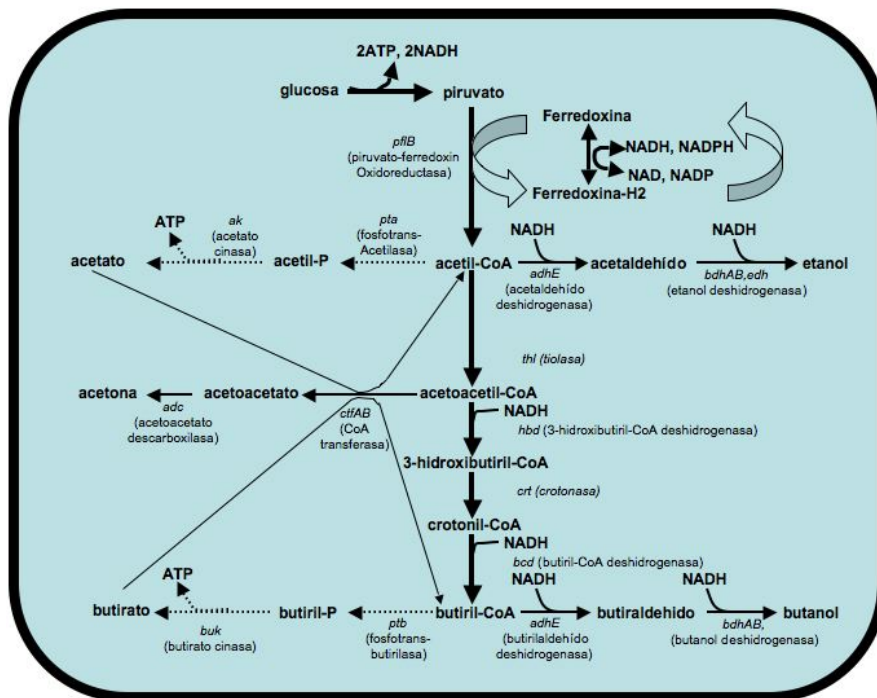 2ATP, 2NADH
glucosa
piruvato
pflB
(piruvato-ferredoxin
Oxidoreductasa)
Ferredoxina
NADH, NADPH
NAD, NADP
Ferredoxina-H2
ATP
ak
(acetato
cinasa)
pta
(fosfotrans-
Acetilasa)
NADH
NADH
acetato
acetil-P
acetil-CoA
acetaldehído
etanol
adhE
(acetaldehído
deshidrogenasa)
bdhAB,edh
(etanol deshidrogenasa)
thl (tiolasa)
acetona
acetoacetato
acetoacetil-CoA
adc
(acetoacetato
descarboxilasa)
ctfAB
(CoA
transferasa)
NADH
hbd (3-hidroxibutiril-CoA deshidrogenasa)
3-hidroxibutiril-CoA
crt (crotonasa)
crotonil-CoA
NADH
bcd (butiril-CoA deshidrogenasa)
ATP
NADH
NADH
butirato
butiril-P
butiril-CoA
butiraldehido
butanol
buk
(butirato cinasa)
ptb
(fosfotrans-
butirilasa)
adhE
(butirilaldehído
deshidrogenasa)
bdhAB,
(butanol deshidrogenasa)